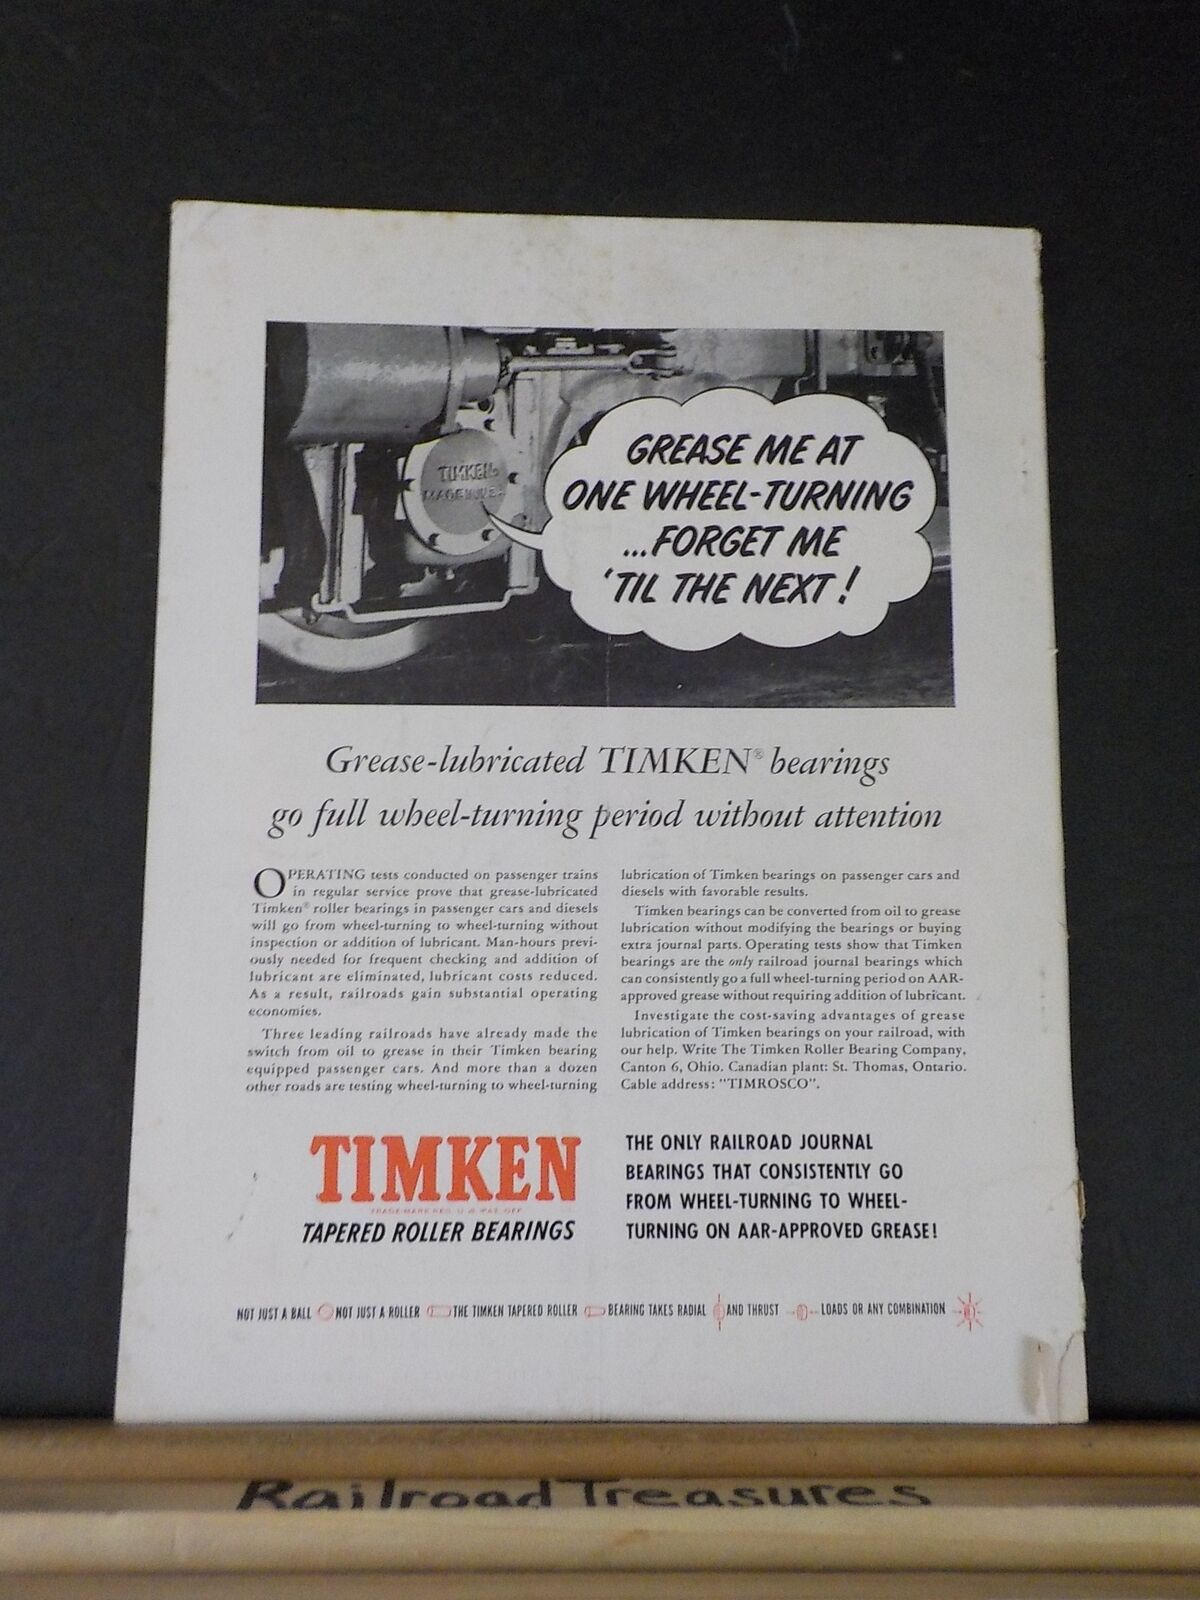 TIMKEN
GREASE ME AT
ONE WHEEL-TURNING
...FORGET ME
'TIL THE NEXT!
Grease-lubricated TIMKEN® bearings
go full wheel-turning period without attention
OPERATING tests conducted on passenger trains
in regular service prove that grease-lubricated
Timken® roller bearings in passenger cars and diesels
will go from wheel-turning to wheel-turning without
inspection or addition of lubricant. Man-hours previ-
ously needed for frequent checking and addition of
lubricant are eliminated, lubricant costs reduced.
As a result, railroads gain substantial operating
economies.
Three leading railroads have already made the
switch from oil to grease in their Timken bearing
equipped passenger cars. And more than a dozen
other roads are testing wheel-turning to wheel-turning
lubrication of Timken bearings on passenger cars and
diesels with favorable results.
Timken bearings can be converted from oil to grease
lubrication without modifying the bearings or buying
extra journal parts. Operating tests show that Timken
bearings are the only railroad journal bearings which
can consistently go a full wheel-turning period on AAR-
approved grease without requiring addition of lubricant.
Investigate the cost-saving advantages of grease
lubrication of Timken bearings on your railroad, with
our help. Write The Timken Roller Bearing Company,
Canton 6, Ohio. Canadian plant: St. Thomas, Ontario.
Cable address: "TIMROSCO".
TIMKEN
TRADE-MARK REG. U. S. PAT. OFF.
TAPERED ROLLER BEARINGS
THE ONLY RAILROAD JOURNAL
BEARINGS THAT CONSISTENTLY GO
FROM WHEEL-TURNING TO WHEEL-
TURNING ON AAR-APPROVED GREASE!
NOT JUST A BALL NOT JUST A ROLLER THE TIMKEN TAPERED ROLLER BEARING TAKES RADIAL AND THRUST LOADS OR ANY COMBINATION
Railroad Treasures